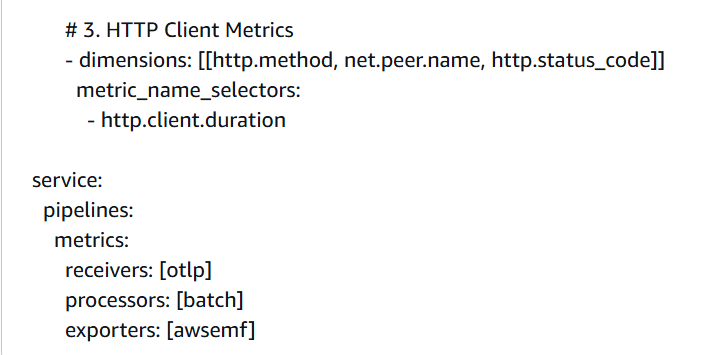 # 3. HTTP Client Metrics
- dimensions: [[http.method, net.peer.name, http.status_code]]
metric_name_selectors:
- http.client.duration
service:
pipelines:
metrics:
receivers: [otlp]
processors: [batch]
exporters: [awsemf]